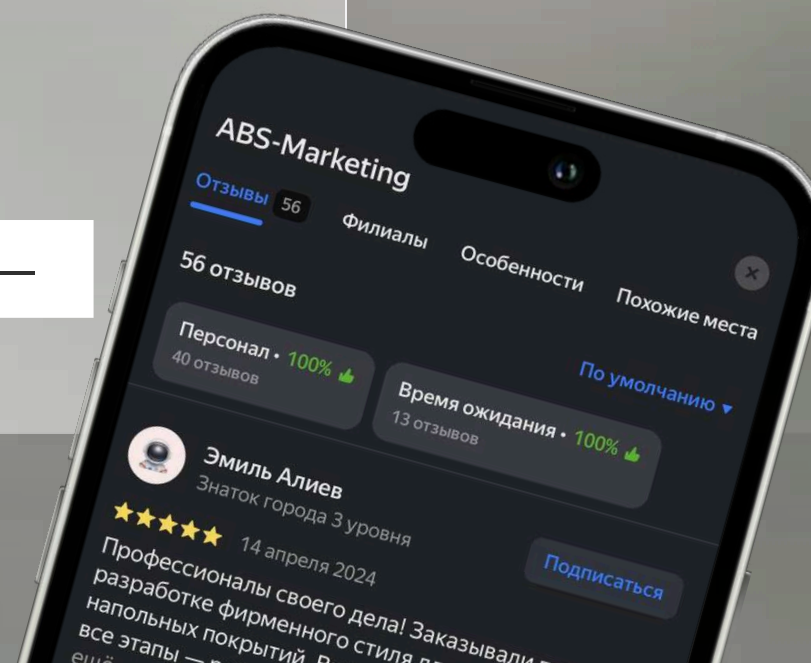 ABS-Marketing
Отзывы 56 Филиалы Особенности Похожие места
56 отзывов
По умолчанию
Персонал • 100%
40 отзывов
Время ожидания • 100%
13 отзывов
Эмиль Алиев
Знаток города 3 уровня
Подписаться
14 апреля 2024
Профессионалы своего дела! Заказывали
разработке фирменного стиля
напольных покрытий.
все этапы —
ещё